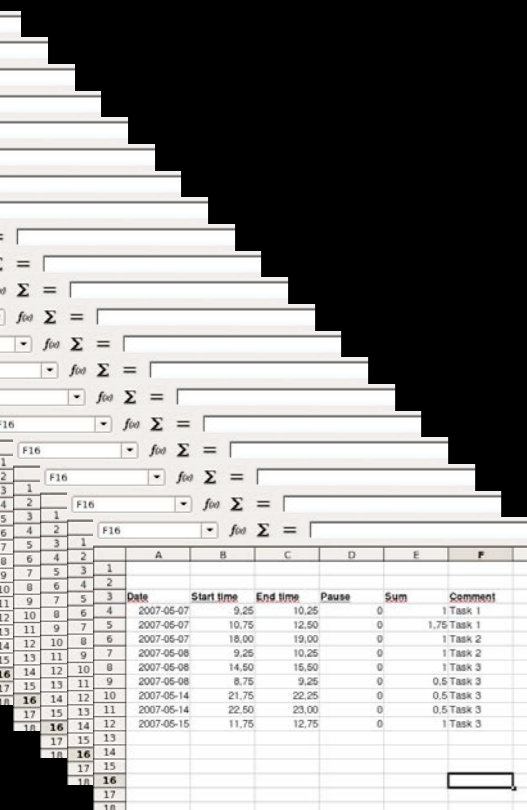 =
Σ =
f(x) Σ =
f(x) Σ =
f(x) Σ =
f(x) Σ =
f(x) Σ =
F16 f(x) Σ =
F16 f(x) Σ =
F16 f(x) Σ =
F16 f(x) Σ =
F16 f(x) Σ =
A B C D E F
1
2
3 Date Start time End time Pause Sum Comment
4 2007-05-07 9,25 10,25 0 1 Task 1
5 2007-05-07 10,75 12,50 0 1,75 Task 1
6 2007-05-07 18,00 19,00 0 1 Task 2
7 2007-05-08 9,25 10,25 0 1 Task 2
8 2007-05-08 14,50 15,50 0 1 Task 3
9 2007-05-08 8,75 9,25 0 0,5 Task 3
10 2007-05-14 21,75 22,25 0 0,5 Task 3
11 2007-05-14 22,50 23,00 0 0,5 Task 3
12 2007-05-15 11,75 12,75 0 1 Task 3
13
14
15
16
17
18